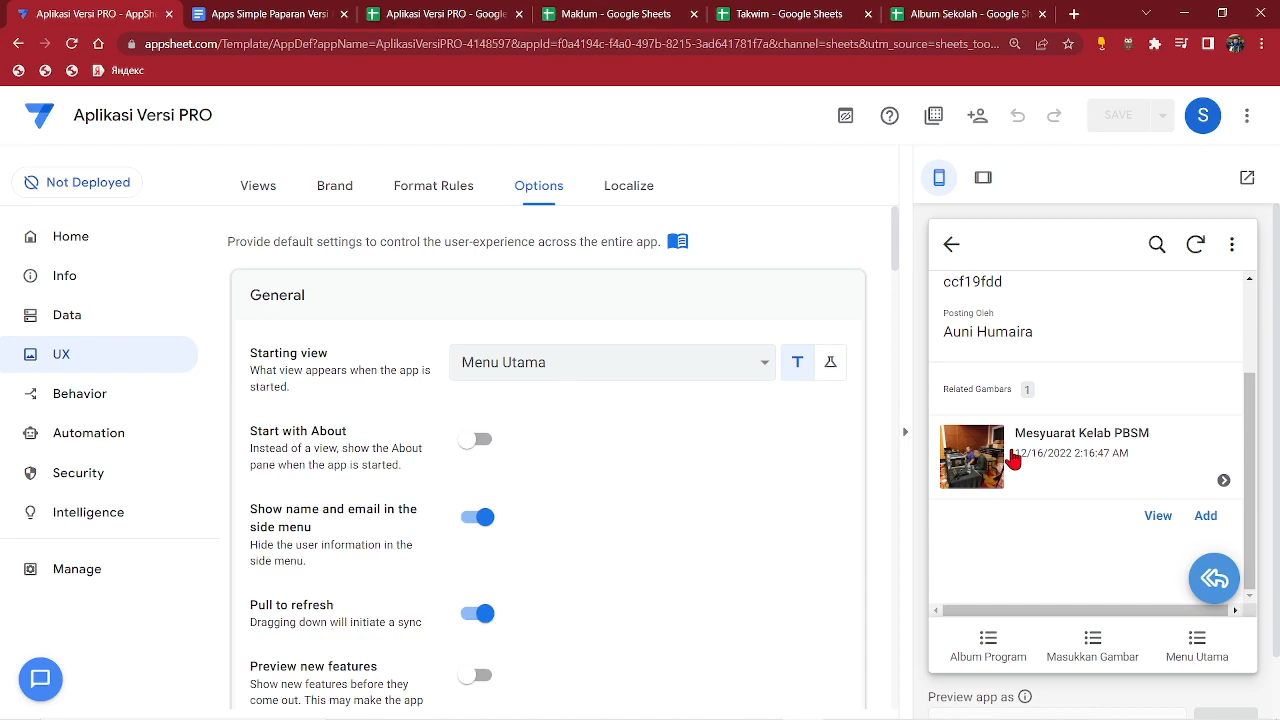 Aplikasi Versi PRO - AppShe
Apps Simple Paparan Versi
Aplikasi Versi PRO - Google
Maklum - Google Sheets
Takwim - Google Sheets
Album Sekolah - Google Sh
appsheet.com/Template/AppDef?appName=AplikasiVersiPRO-4148597&appId=f0a4194c-f4a0-497b-8215-3ad641781f7a&channel=sheets&utm_source=sheets_too...
Яндекс
Aplikasi Versi PRO
SAVE
S
Not Deployed
Views
Brand
Format Rules
Options
Localize
Home
Info
Data
UX
Behavior
Automation
Security
Intelligence
Manage
Provide default settings to control the user-experience across the entire app.
General
Starting view
What view appears when the app is
started.
Menu Utama
Start with About
Instead of a view, show the About
pane when the app is started.
Show name and email in the
side menu
Hide the user information in the
side menu.
Pull to refresh
Dragging down will initiate a sync
Preview new features
Show new features before they
come out. This may make the app
ccf19fdd
Posting Oleh
Auni Humaira
Related Gambars 1
Mesyuarat Kelab PBSM
12/16/2022 2:16:47 AM
View
Add
Album Program
Masukkan Gambar
Menu Utama
Preview app as